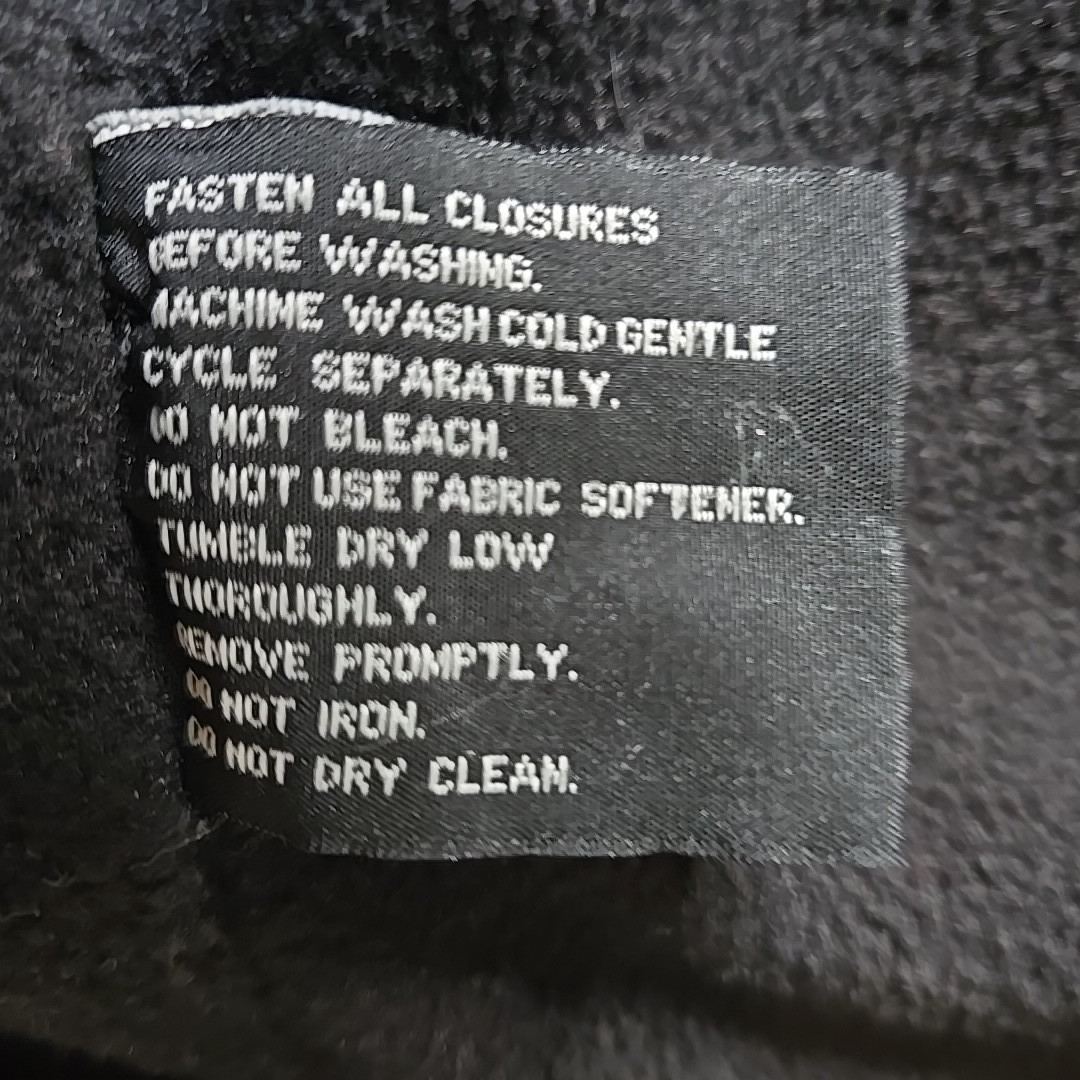 FASTEN ALL CLOSURES
BEFORE WASHING.
MACHINE WASH COLD GENTLE
CYCLE SEPARATELY.
DO NOT BLEACH.
DO NOT USE FABRIC SOFTENER.
TUMBLE DRY LOW
THOROUGHLY.
REMOVE PROMPTLY.
DO NOT IRON.
DO NOT DRY CLEAN.